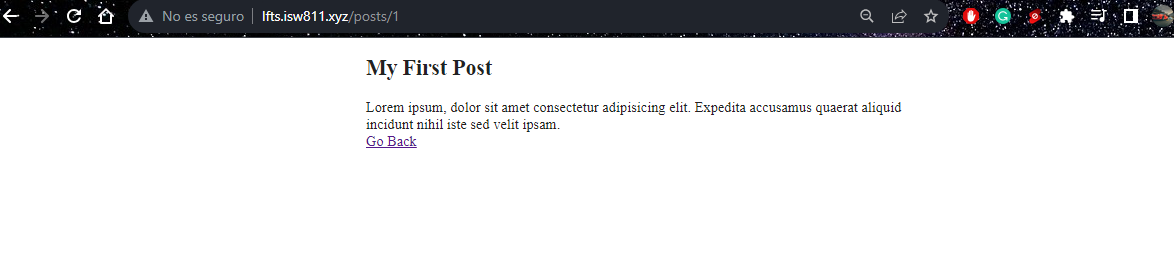 No es seguro | lfts.isw811.xyz/posts/1
My First Post
Lorem ipsum, dolor sit amet consectetur adipisicing elit. Expedita accusamus quaerat aliquid
incidunt nihil iste sed velit ipsam.
Go Back